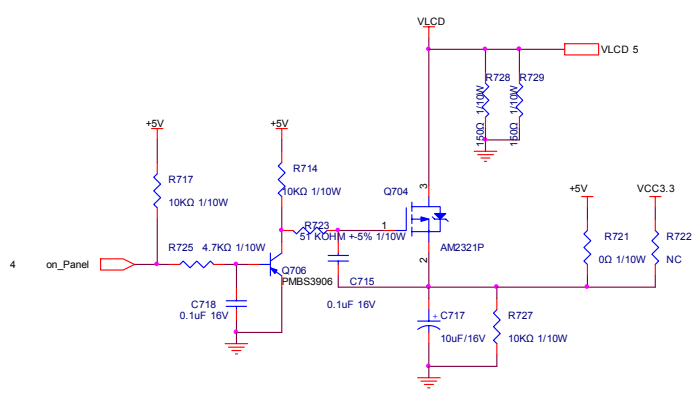 VLCD
VLCD 5
R728
R729
150Ω 1/10W
150Ω 1/10W
+5V
+5V
R717
10KΩ 1/10W
R714
10KΩ 1/10W
Q704
3
+5V
VCC3.3
R723
1
51 KOHM +-5% 1/10W
AM2321P
R721
0Ω 1/10W
R722
NC
R725
4.7KΩ 1/10W
2
4
on_Panel
Q706
PMBS3906
C715
0.1uF 16V
C718
0.1uF 16V
+
C717
10uF/16V
R727
10KΩ 1/10W